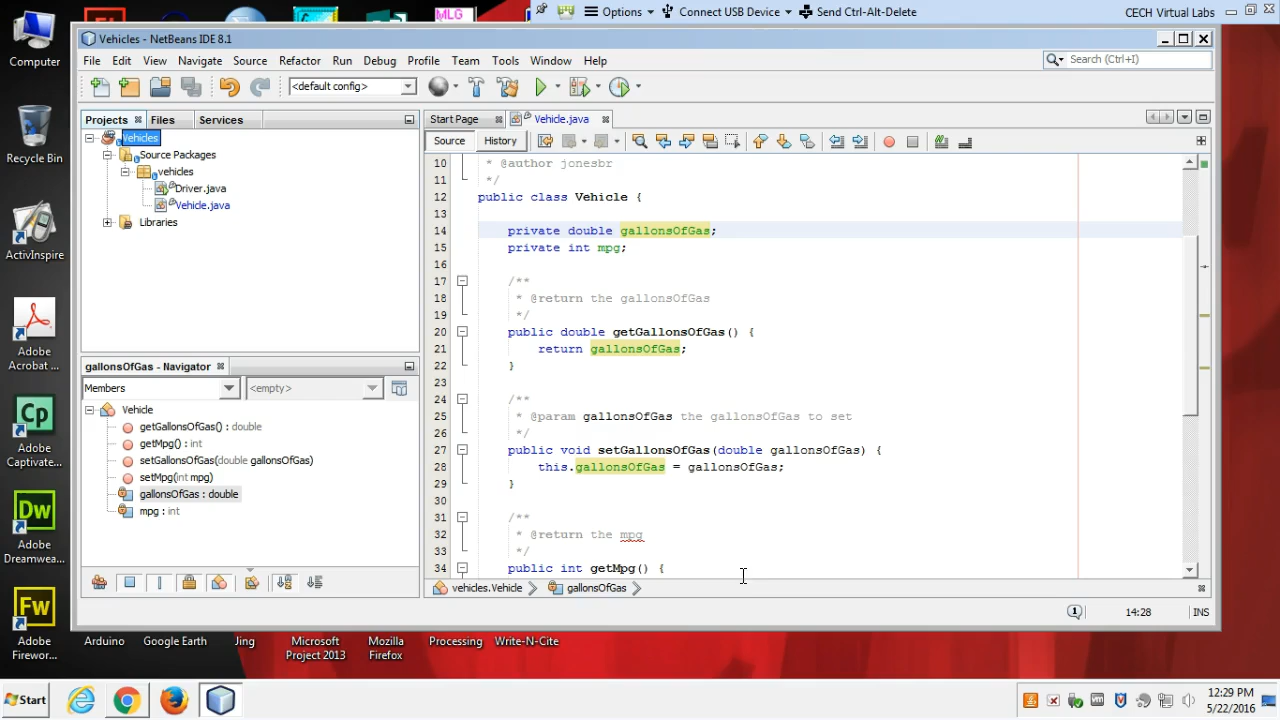 MLG
Options
Connect USB Device
Send Ctrl-Alt-Delete
CEDH Virtual Labs
Vehicles - NetBeans IDE 8.1
File Edit View Navigate Source Refactor Run Debug Profile Team Tools Window Help
Search (Ctrl+I)
<default config>
Projects
Files
Services
Vehicles
Source Packages
vehicles
Driver.java
Vehicle.java
Libraries
gallonsOfGas - Navigator
Members
<empty>
Vehicle
getGallonsOfGas() : double
getMpg() : int
setGallonsOfGas(double gallonsOfGas)
setMpg(int mpg)
gallonsOfGas : double
mpg : int
Start Page
Vehicle.java
Source
History
10 * @author jonesbr
11 */
12 public class Vehicle {
13
14 private double gallonsOfGas;
15 private int mpg;
16
17 /**
18 * @return the gallonsOfGas
19 */
20 public double getGallonsOfGas() {
21 return gallonsOfGas;
22 }
23
24 /**
25 * @param gallonsOfGas the gallonsOfGas to set
26 */
27 public void setGallonsOfGas(double gallonsOfGas) {
28 this.gallonsOfGas = gallonsOfGas;
29 }
30
31 /**
32 * @return the mpg
33 */
34 public int getMpg() {
vehicles.Vehicle
gallonsOfGas
1
14:28
INS
Computer
Recycle Bin
ActivInspire
Adobe
Acrobat ...
Cp
Adobe
Captivate...
Dw
Adobe
Dreamwea...
Fw
Adobe
Firewor...
Arduino
Google Earth
Jing
Microsoft
Project 2013
Mozilla
Firefox
Processing
Write-N-Cite
Start
12:29 PM
5/22/2016